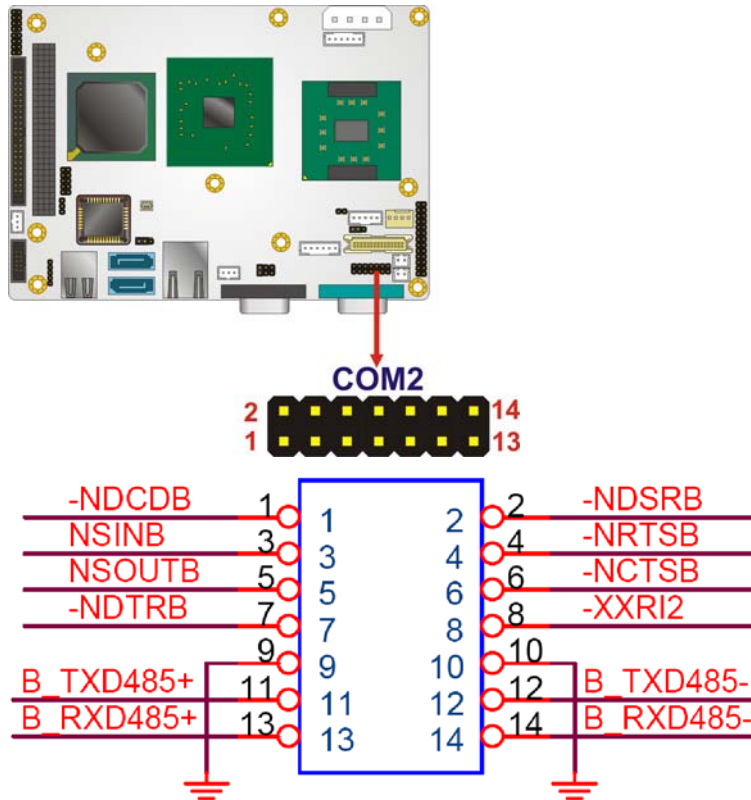 COM2
2 14
1 13
-NDCDB 1 1 2 2 -NDSRB
NSINB 3 3 4 4 -NRTSB
NSOUTB 5 5 6 6 -NCTSB
-NDTRB 7 7 8 8 -XXRI2
9 9 10 10
B_TXD485+ 11 11 12 12 B_TXD485-
B_RXD485+ 13 13 14 14 B_RXD485-